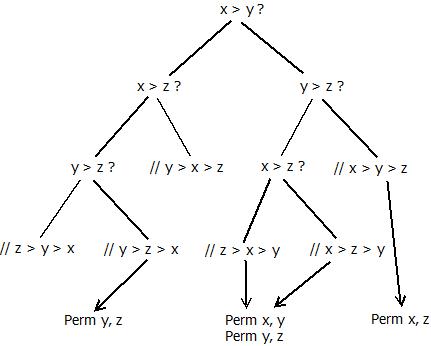 x > y ?
x > z ?
y > z ?
y > z ?
// y > x > z
x > z ?
// x > y > z
// z > y > x
// y > z > x
// z > x > y
// x > z > y
Perm y, z
Perm x, y
Perm y, z
Perm x, z